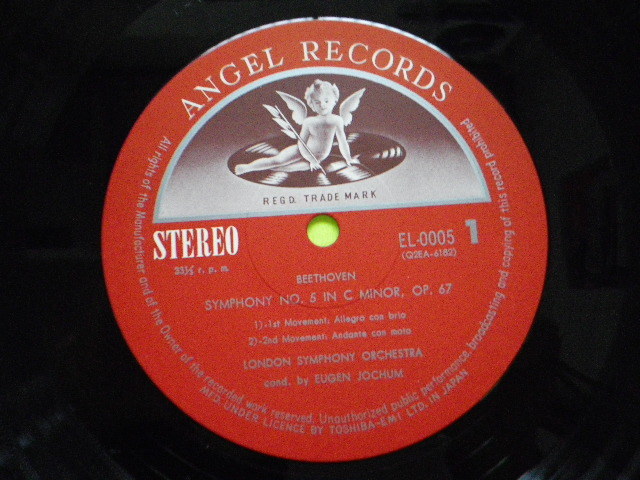 ANGEL RECORDS
REGD. TRADE MARK
STEREO
33⅓ r. p. m
EL-0005 1
(Q2EA-6182)
BEETHOVEN
SYMPHONY NO. 5 IN C MINOR, OP. 67
1)-1st Movement: Allegro con brio
2)-2nd Movement: Andante con moto
LONDON SYMPHONY ORCHESTRA
cond. by EUGEN JOCHUM
All rights of the Manufacturer and of the Owner of the recorded work reserved. Unauthorized public performance, broadcasting and copying of this record prohibited
MFD. UNDER LICENCE BY TOSHIBA-EMI LTD. IN JAPAN